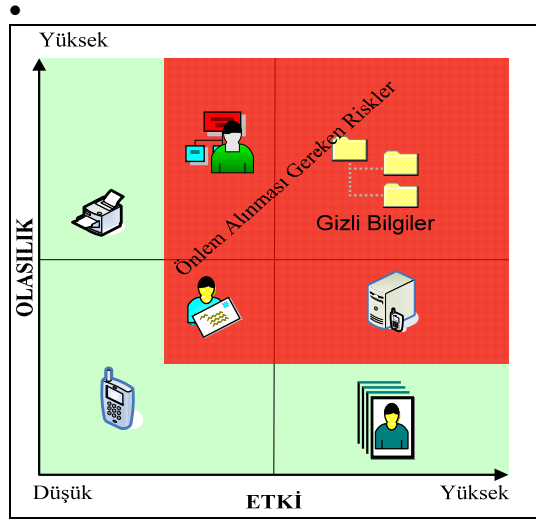 Yüksek
Önlem Alınması Gereken Riskler
Gizli Bilgiler
OLASILIK
Düşük
ETKİ
Yüksek